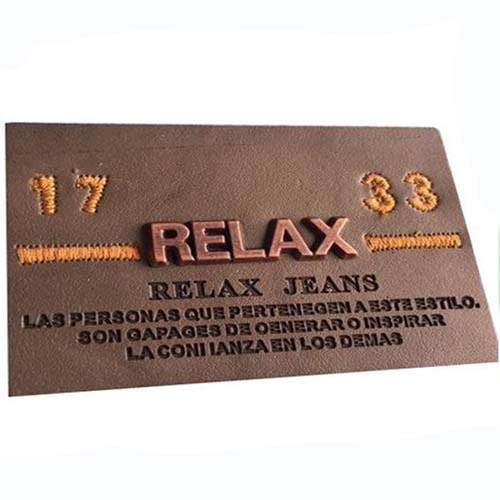 17 33
RELAX
RELAX JEANS
LAS PERSONAS QUE PERTENEGEN A ESTE ESTILO.
SON GAPAGES DE OENERAR O INSPIRAR
LA CONI IANZA EN LOS DEMAS